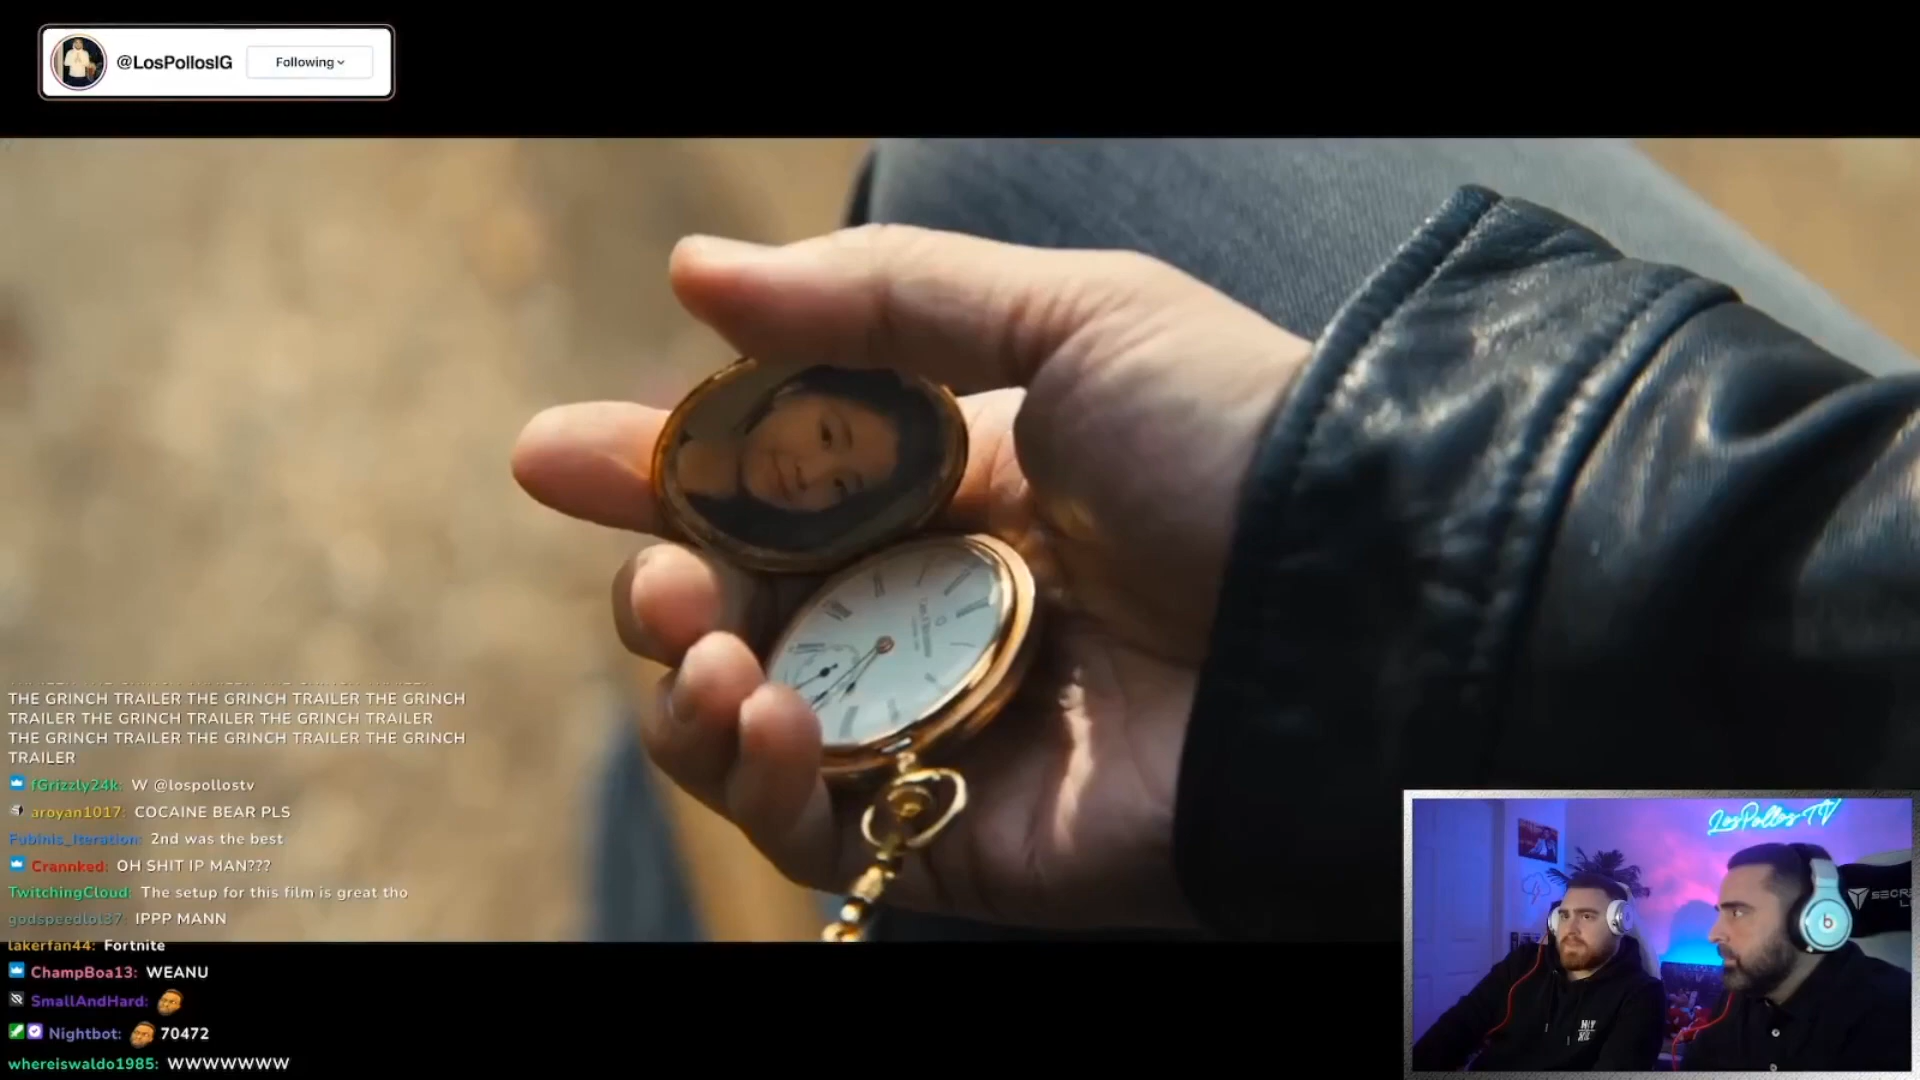 @LosPollosIG Following
THE GRINCH TRAILER THE GRINCH TRAILER THE GRINCH
TRAILER THE GRINCH TRAILER THE GRINCH TRAILER
THE GRINCH TRAILER THE GRINCH TRAILER THE GRINCH
TRAILER
fGrizzly24k: W @lospollostv
aroyan1017: COCAINE BEAR PLS
Fubinis_Iteration: 2nd was the best
Crannked: OH SHIT IP MAN???
TwitchingCloud: The setup for this film is great tho
godspeedlol37: IPPP MANN
lakerfan44: Fortnite
ChampBoa13: WEANU
SmallAndHard:
Nightbot: 70472
whereiswaldo1985: WWWWWWW
LosPollosTV